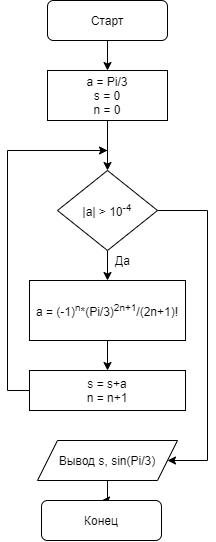 Старт
a = Pi/3
s = 0
n = 0
|a| > 10⁻⁴
Да
a = (-1)ⁿ*(Pi/3)²ⁿ⁺¹/(2n+1)!
s = s+a
n = n+1
Вывод s, sin(Pi/3)
Конец